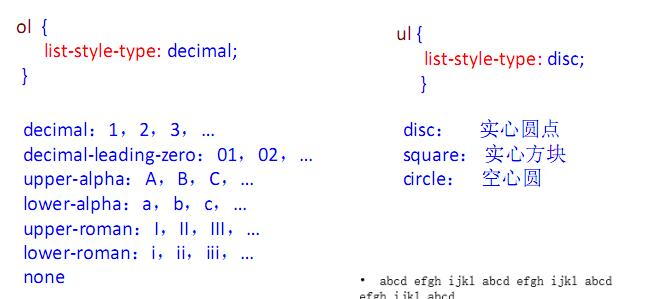 ol {
list-style-type: decimal;
}
decimal：1，2，3，...
decimal-leading-zero：01，02，...
upper-alpha：A，B，C，...
lower-alpha：a，b，c，...
upper-roman：I，II，III，...
lower-roman：i，ii，iii，...
none
ul {
list-style-type: disc;
}
disc： 实心圆点
square： 实心方块
circle： 空心圆
• abcd efgh ijkl abcd efgh ijkl abcd
efgh ijkl abcd